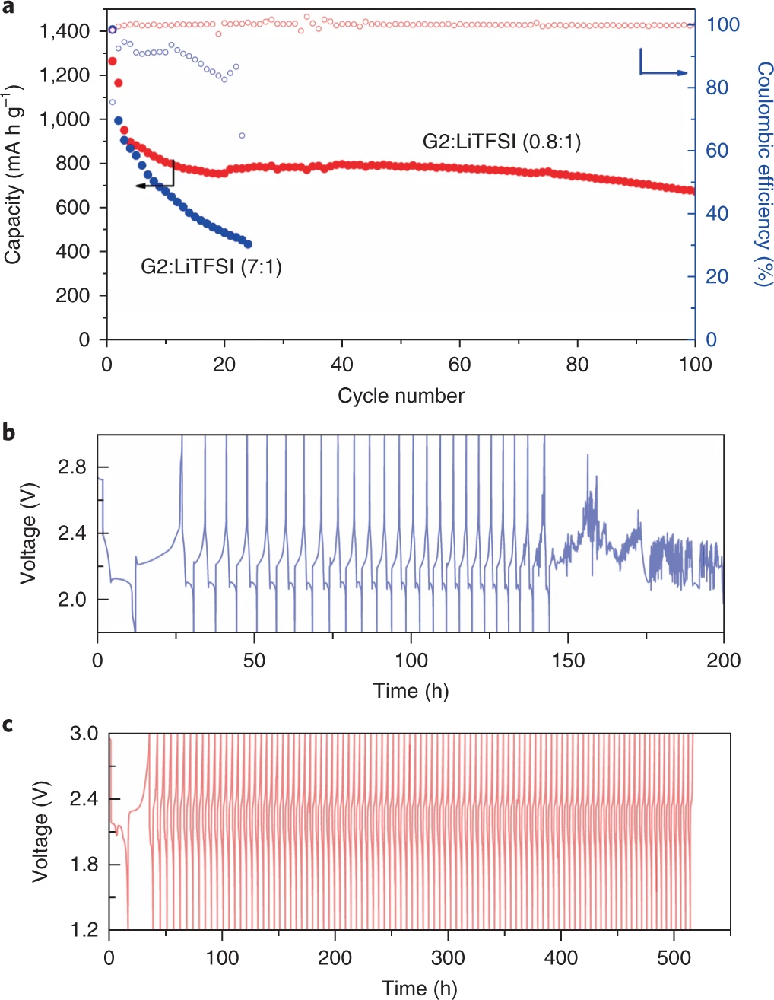 a
1,400
1,200
1,000
800
600
400
200
0
Capacity (mA h g⁻¹)
100
80
60
40
20
0
Coulombic efficiency (%)
G2:LiTFSI (0.8:1)
G2:LiTFSI (7:1)
0 20 40 60 80 100
Cycle number
b
2.8
2.4
2.0
Voltage (V)
0 50 100 150 200
Time (h)
c
3.0
2.4
1.8
1.2
Voltage (V)
0 100 200 300 400 500
Time (h)